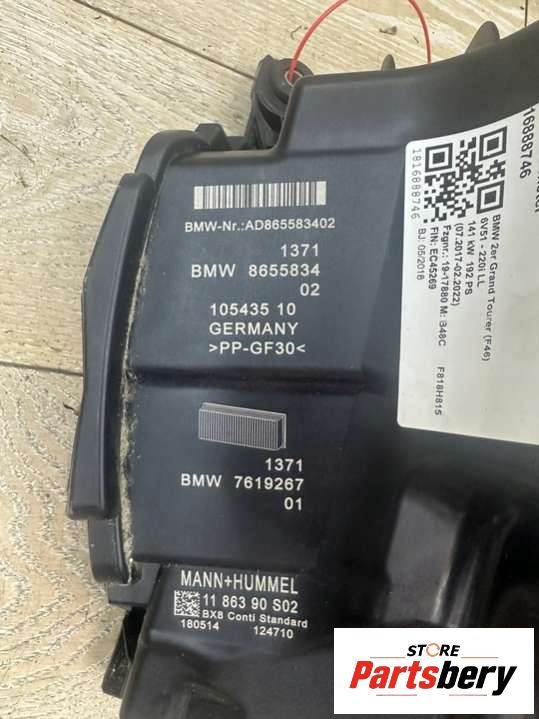 BMW-Nr.:AD865583402
1371
BMW 8655834
02
105435 10
GERMANY
>PP-GF30<
1371
BMW 7619267
01
MANN+HUMMEL
11 863 90 S02
BX8 Conti Standard
180514 124710
16888746
1816888746
BMW 2er Grand Tourer (F46)
6V51 - 220i LL
141 kW 192 PS
(07.2017-02.2022)
Fzgnr.: 19-17880 M: B48C
FIN: EC45269
BJ: 05/2018
F818H815
STORE
Partsbery